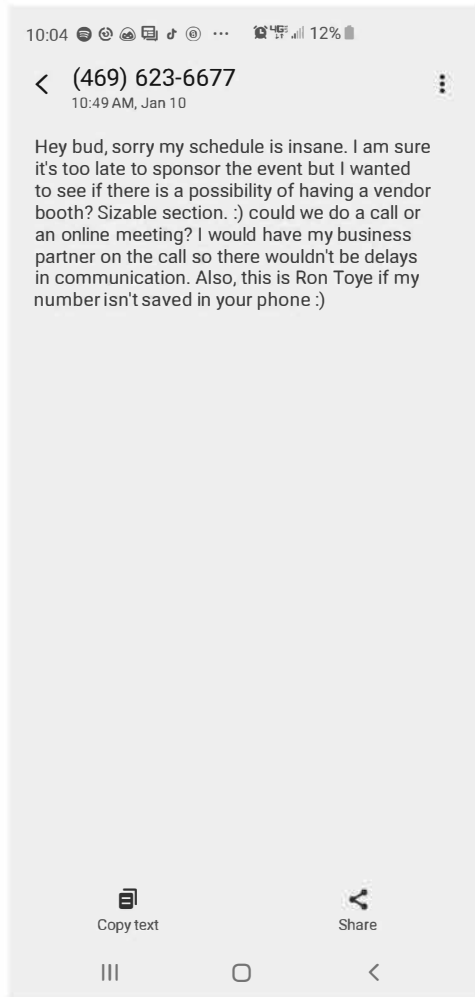 10:04 12%
(469) 623-6677
10:49 AM, Jan 10
Hey bud, sorry my schedule is insane. I am sure
it's too late to sponsor the event but I wanted
to see if there is a possibility of having a vendor
booth? Sizable section. :) could we do a call or
an online meeting? I would have my business
partner on the call so there wouldn't be delays
in communication. Also, this is Ron Toye if my
number isn't saved in your phone :)
Copy text Share